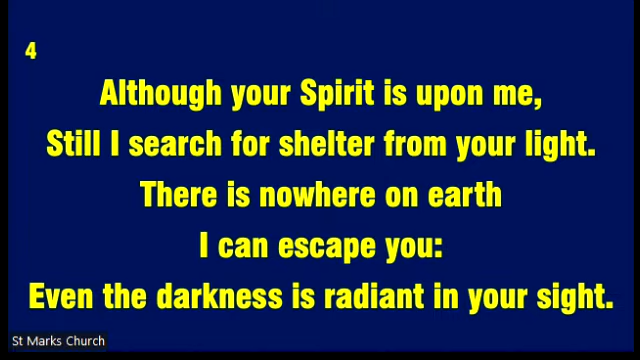 4
Although your Spirit is upon me,
Still I search for shelter from your light.
There is nowhere on earth
I can escape you:
Even the darkness is radiant in your sight.
St Marks Church